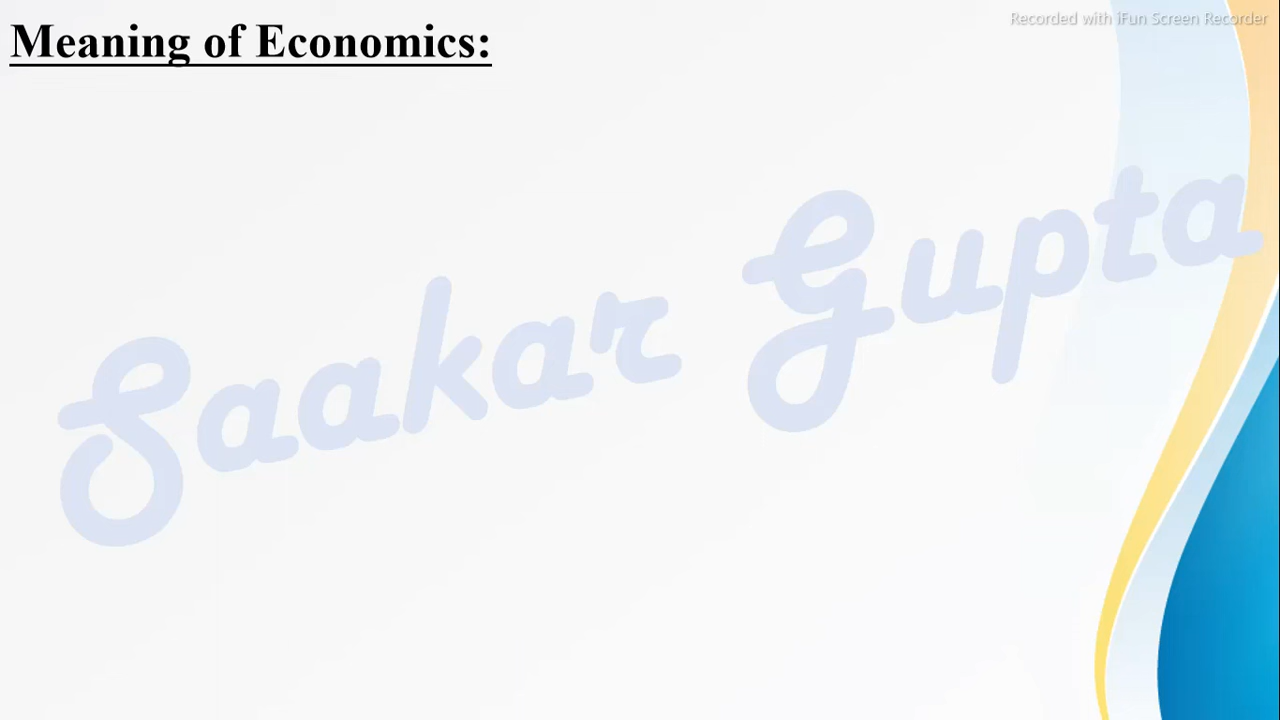 Recorded with iFun Screen Recorder
Meaning of Economics:
Saakar Gupta